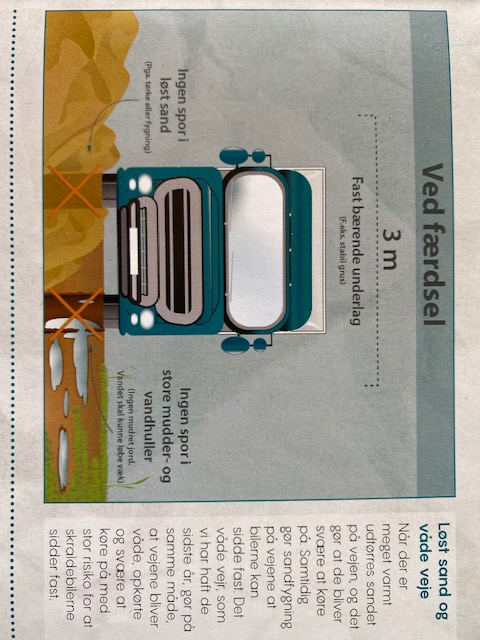 Ved færdsel
3 m
Fast bærende underlag
(F.eks. stabil grus)
Ingen spor i
løst sand
(Pga. tørke eller fygning)
Ingen spor i
store mudder- og
vandhuller
(Ingen mudret jord.
Vandet skal kunne løbe væk)
Løst sand og
våde veje
Når der er
meget varmt
udtørres sandet
på vejen, og det
gør at de bliver
svære at køre
på. Samtidig
gør sandfygning
på vejene at
bilerne kan
sidde fast. Det
våde vejr, som
vi har haft de
sidste år, gør på
samme måde,
at vejene bliver
våde, opkørte
og svære at
køre på med
stor risiko for at
skraldebilerne
sidder fast.